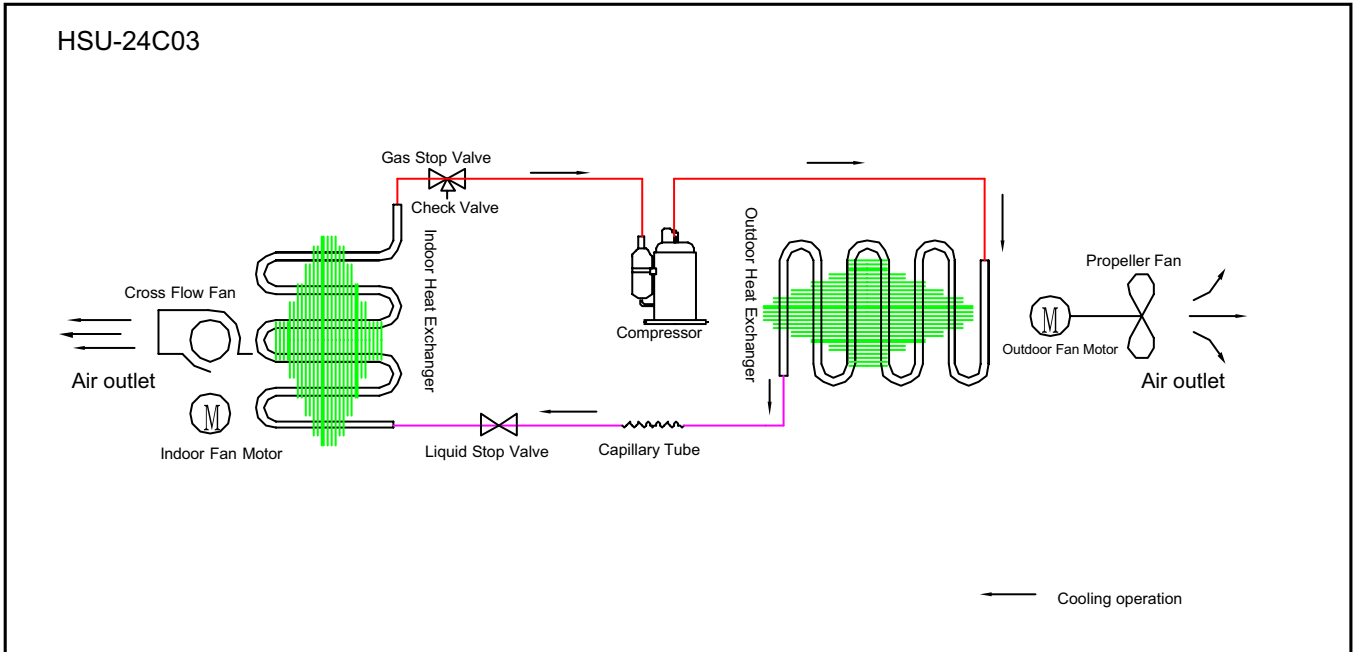 HSU-24C03
Gas Stop Valve
Check Valve
Indoor Heat Exchanger
Cross Flow Fan
Air outlet
M
Indoor Fan Motor
Liquid Stop Valve
Capillary Tube
Compressor
Outdoor Heat Exchanger
Propeller Fan
M
Outdoor Fan Motor
Air outlet
Cooling operation